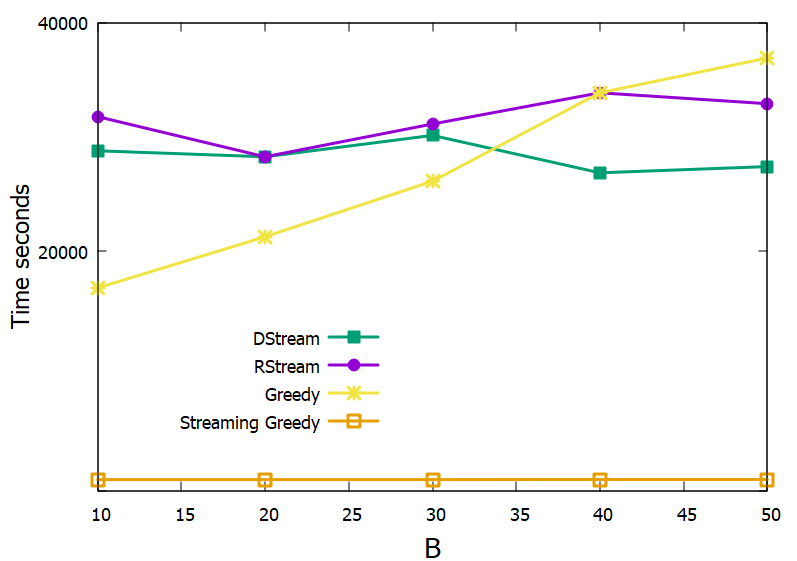 40000
20000
Time seconds
DStream
RStream
Greedy
Streaming Greedy
10 15 20 25 30 35 40 45 50
B